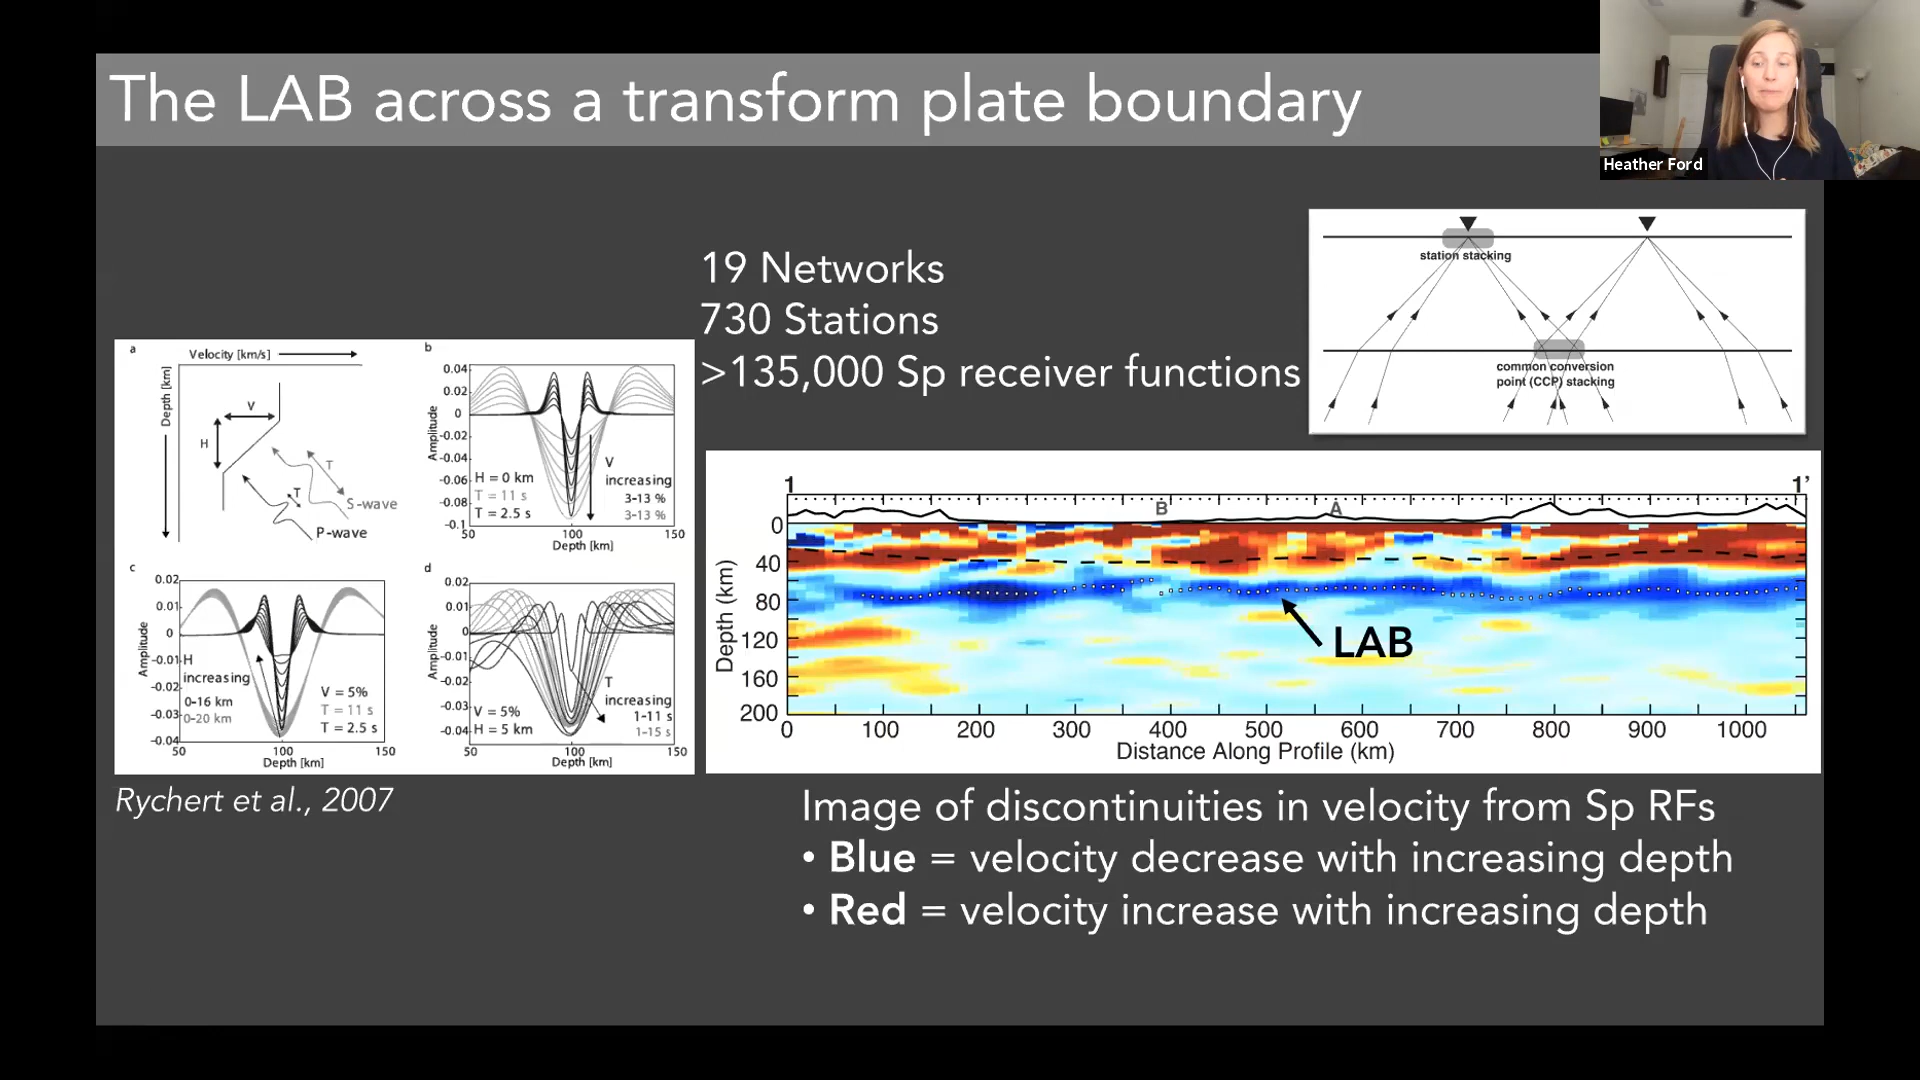 The LAB across a transform plate boundary
Heather Ford
19 Networks
730 Stations
>135,000 Sp receiver functions
station stacking
common conversion
point (CCP) stacking
a
Velocity [km/s]
Depth [km]
V
H
T
T
S-wave
P-wave
b
0.04
0.02
0
-0.02
-0.04
-0.06
-0.08
-0.1
Amplitude
V
increasing
3-13 %
3-13 %
H = 0 km
T = 11 s
T = 2.5 s
50
100
150
Depth [km]
c
0.02
0.01
0
-0.01
-0.02
-0.03
-0.04
Amplitude
H
increasing
0-16 km
0-20 km
V = 5%
T = 11 s
T = 2.5 s
50
100
150
Depth [km]
d
0.02
0.01
0
-0.01
-0.02
-0.03
-0.04
Amplitude
T
increasing
1-11 s
1-15 s
V = 5%
H = 5 km
50
100
150
Depth [km]
Rychert et al., 2007
1
1'
B
A
0
40
80
120
160
200
Depth (km)
LAB
0 100 200 300 400 500 600 700 800 900 1000
Distance Along Profile (km)
Image of discontinuities in velocity from Sp RFs
• Blue = velocity decrease with increasing depth
• Red = velocity increase with increasing depth